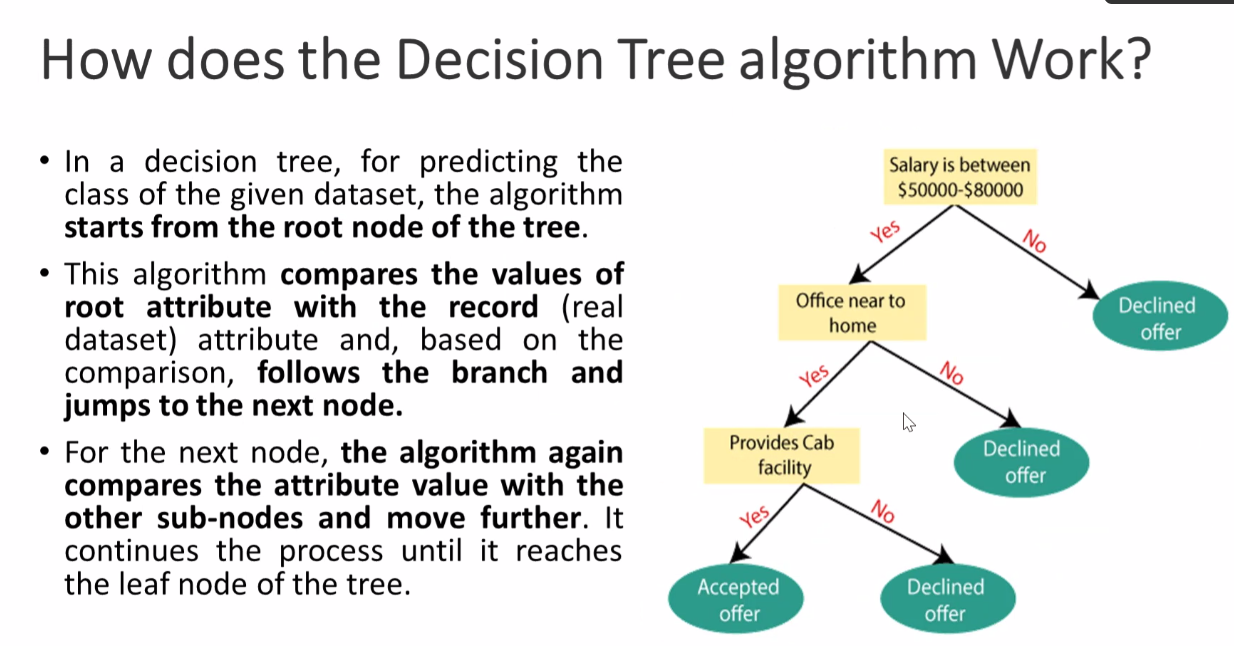 How does the Decision Tree algorithm Work?
• In a decision tree, for predicting the
class of the given dataset, the algorithm
starts from the root node of the tree.
• This algorithm compares the values of
root attribute with the record (real
dataset) attribute and, based on the
comparison, follows the branch and
jumps to the next node.
• For the next node, the algorithm again
compares the attribute value with the
other sub-nodes and move further. It
continues the process until it reaches
the leaf node of the tree.
Salary is between
$50000-$80000
Yes
No
Office near to
home
Declined
offer
Yes
No
Provides Cab
facility
Declined
offer
Yes
No
Accepted
offer
Declined
offer